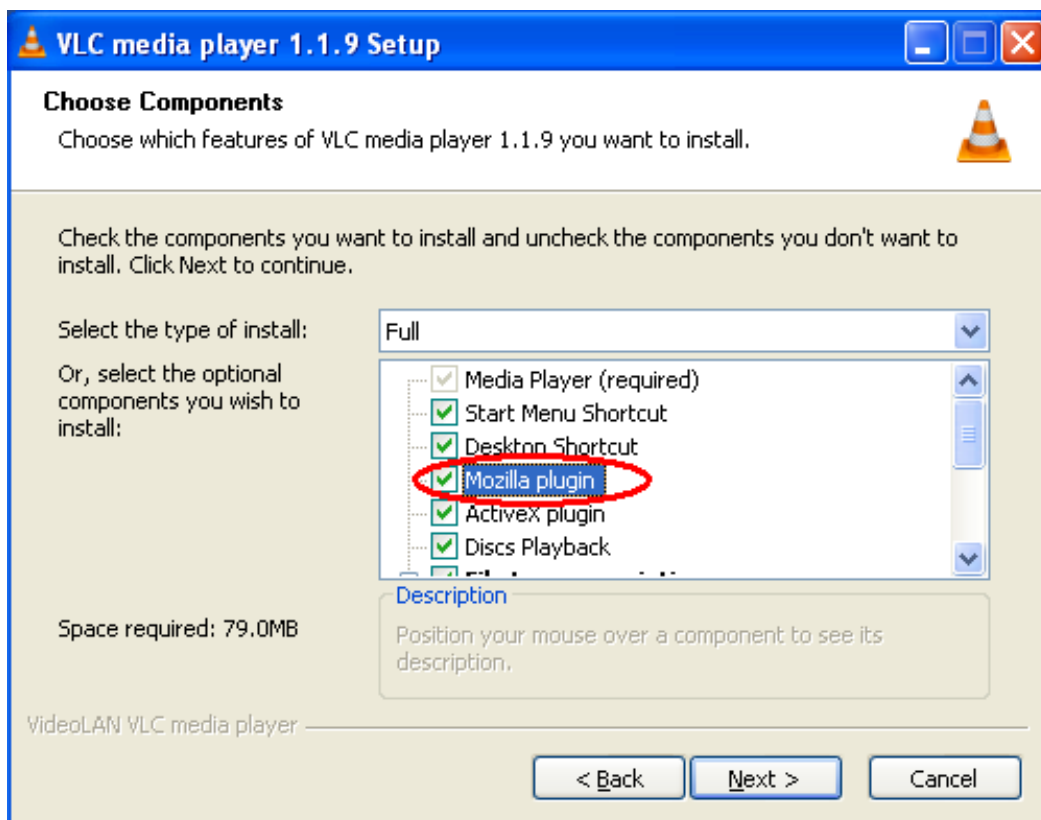 VLC media player 1.1.9 Setup
Choose Components
Choose which features of VLC media player 1.1.9 you want to install.
Check the components you want to install and uncheck the components you don't want to
install. Click Next to continue.
Select the type of install:
Full
Or, select the optional
components you wish to
install:
Media Player (required)
Start Menu Shortcut
Desktop Shortcut
Mozilla plugin
ActiveX plugin
Discs Playback
Space required: 79.0MB
Description
Position your mouse over a component to see its
description.
VideoLAN VLC media player
< Back
Next >
Cancel